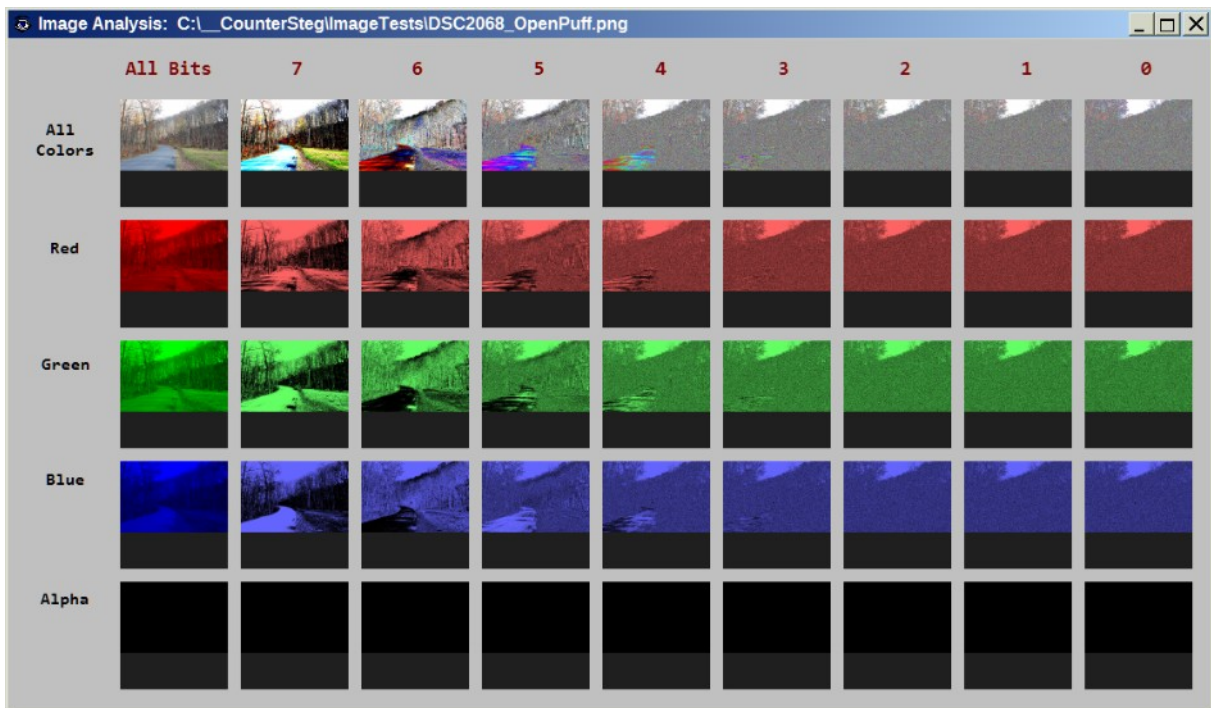 Image Analysis: C:\__CounterSteg\ImageTests\DSC2068_OpenPuff.png
All Bits 7 6 5 4 3 2 1 0
All
Colors
Red
Green
Blue
Alpha